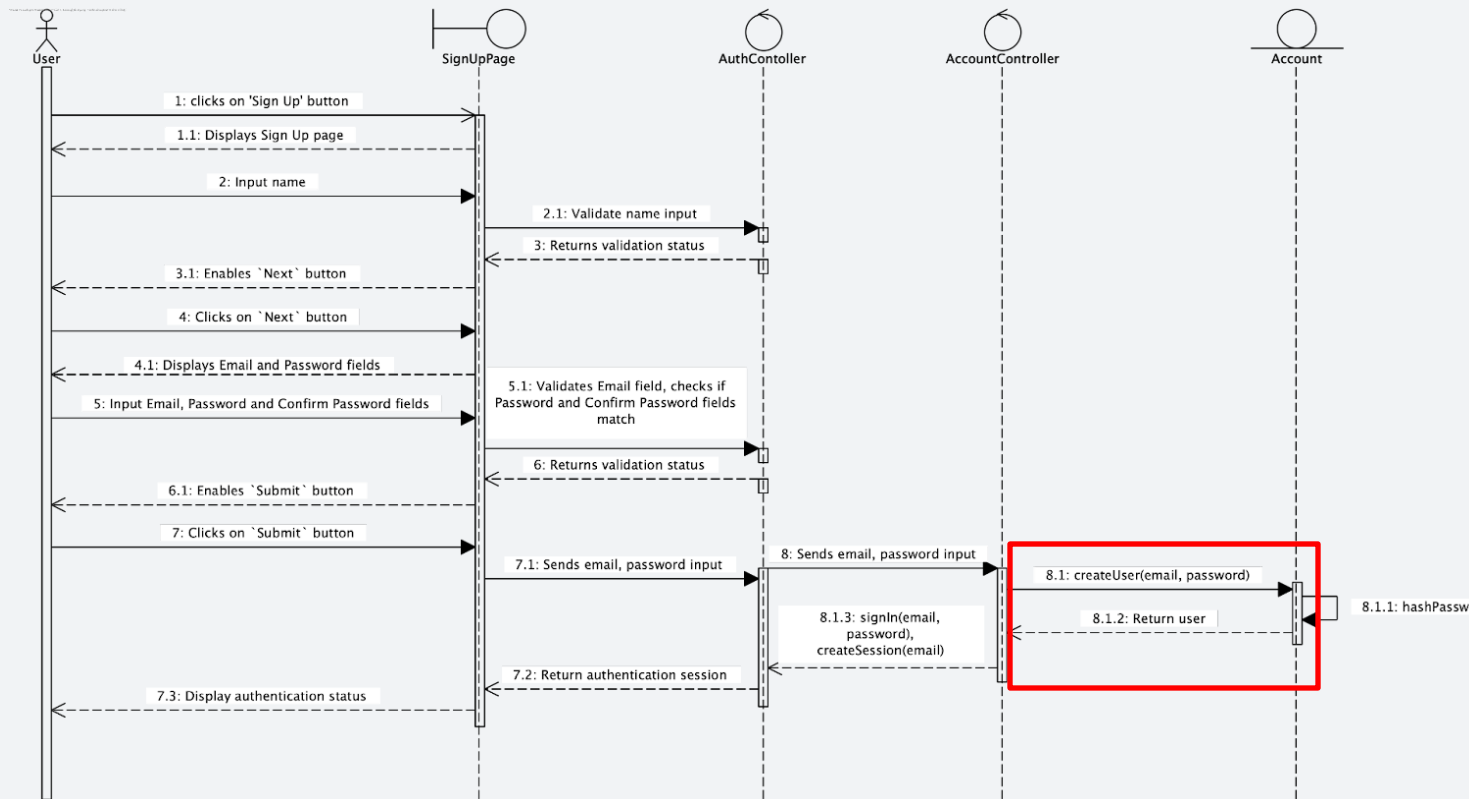 User
SignUpPage
AuthContoller
AccountController
Account
1: clicks on 'Sign Up' button
1.1: Displays Sign Up page
2: Input name
2.1: Validate name input
3: Returns validation status
3.1: Enables `Next` button
4: Clicks on `Next` button
4.1: Displays Email and Password fields
5.1: Validates Email field, checks if
Password and Confirm Password fields
match
5: Input Email, Password and Confirm Password fields
6: Returns validation status
6.1: Enables `Submit` button
7: Clicks on `Submit` button
7.1: Sends email, password input
8: Sends email, password input
8.1: createUser(email, password)
8.1.1: hashPassw
8.1.2: Return user
8.1.3: signIn(email,
password),
createSession(email)
7.2: Return authentication session
7.3: Display authentication status